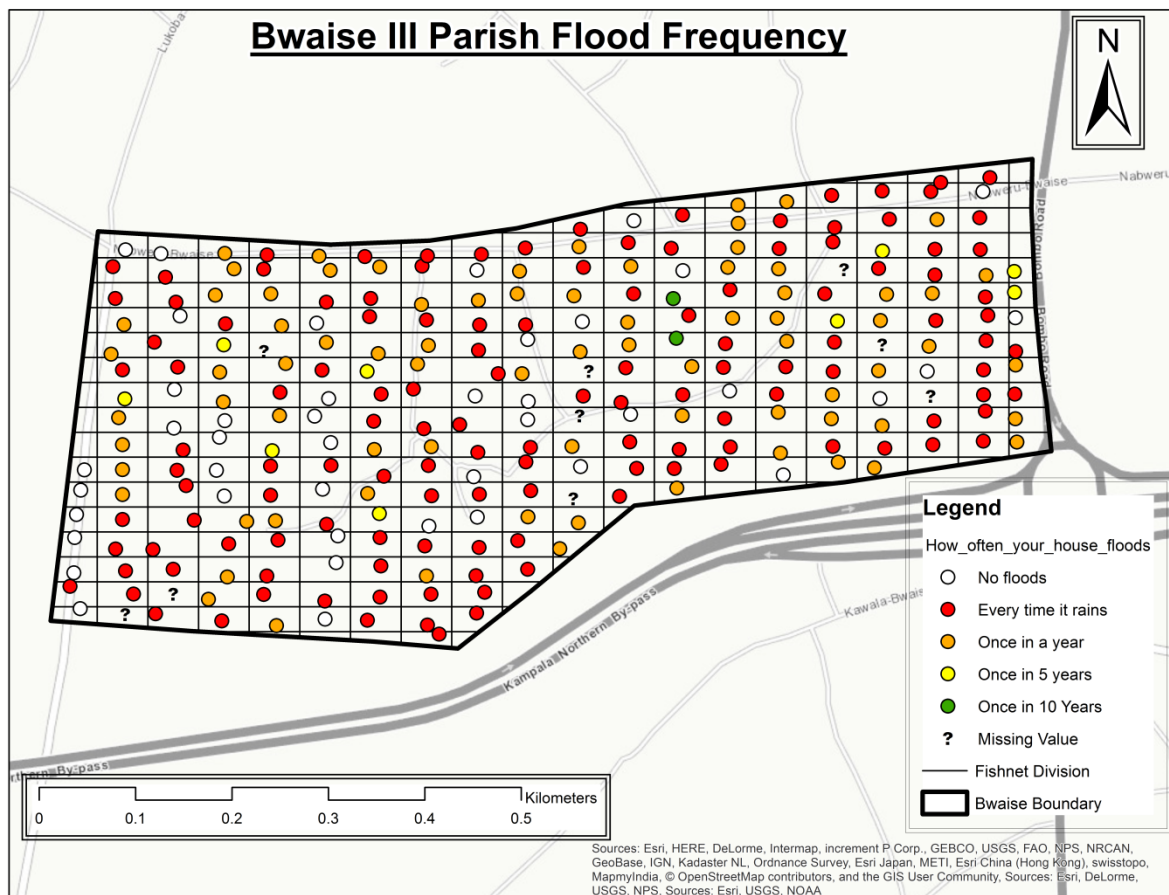 Bwaise III Parish Flood Frequency
N
Lukoba
Nabweru-Bwaise
Nabweru
Bombo Road
Bombo Road
Legend
How_often_your_house_floods
No floods
Every time it rains
Once in a year
Once in 5 years
Once in 10 Years
? Missing Value
Fishnet Division
Bwaise Boundary
Kawala-Bwaise
Kampala Northern By-pass
rthern By-pass
Kilometers
0 0.1 0.2 0.3 0.4 0.5
Sources: Esri, HERE, DeLorme, Intermap, increment P Corp., GEBCO, USGS, FAO, NPS, NRCAN,
GeoBase, IGN, Kadaster NL, Ordnance Survey, Esri Japan, METI, Esri China (Hong Kong), swisstopo,
MapmyIndia, © OpenStreetMap contributors, and the GIS User Community, Sources: Esri, DeLorme,
USGS, NPS, Sources: Esri, USGS, NOAA